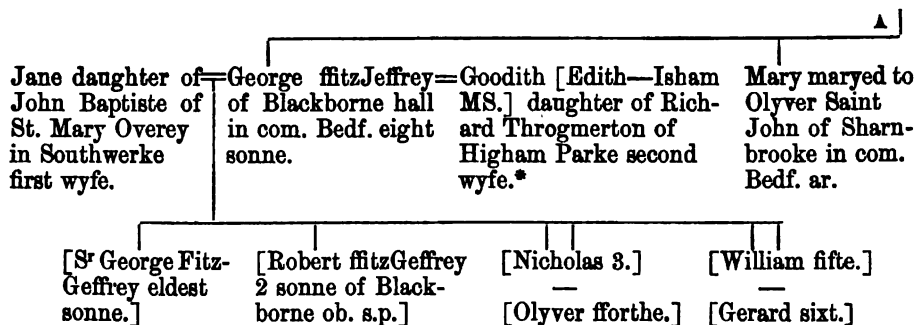 A
Jane daughter of=George ffitzJeffrey=Goodith [Edith—Isham
John Baptiste of
St. Mary Overey
in Southwerke
first wyfe.
of Blackborne hall
in com. Bedf. eight
sonne.
MS.] daughter of Rich-
ard Throgmerton of
Higham Parke second
wyfe.*
Mary maryed to
Olyver Saint
John of Sharn-
brooke in com.
Bedf. ar.
[Sr George Fitz-
Geffrey eldest
sonne.]
[Robert ffitzGeffrey
2 sonne of Black-
borne ob. s.p.]
[Nicholas 3.]
—
[Olyver fforthe.]
[William fifte.]
—
[Gerard sixt.]